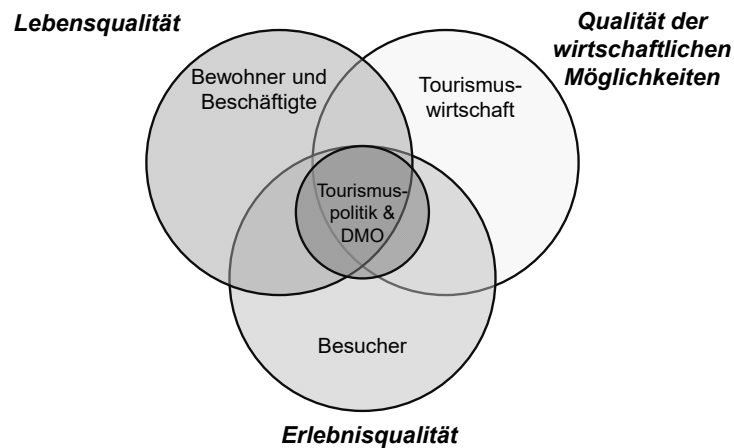 Lebensqualität
Qualität der
wirtschaftlichen
Möglichkeiten
Bewohner und
Beschäftigte
Tourismus-
wirtschaft
Tourismus-
politik &
DMO
Besucher
Erlebnisqualität